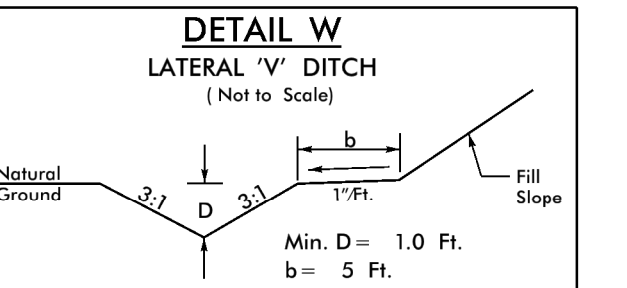 DETAIL W
LATERAL 'V' DITCH
( Not to Scale)
b
Natural
Ground
3:1
D
3:1
1"/Ft.
Fill
Slope
Min. D = 1.0 Ft.
b = 5 Ft.